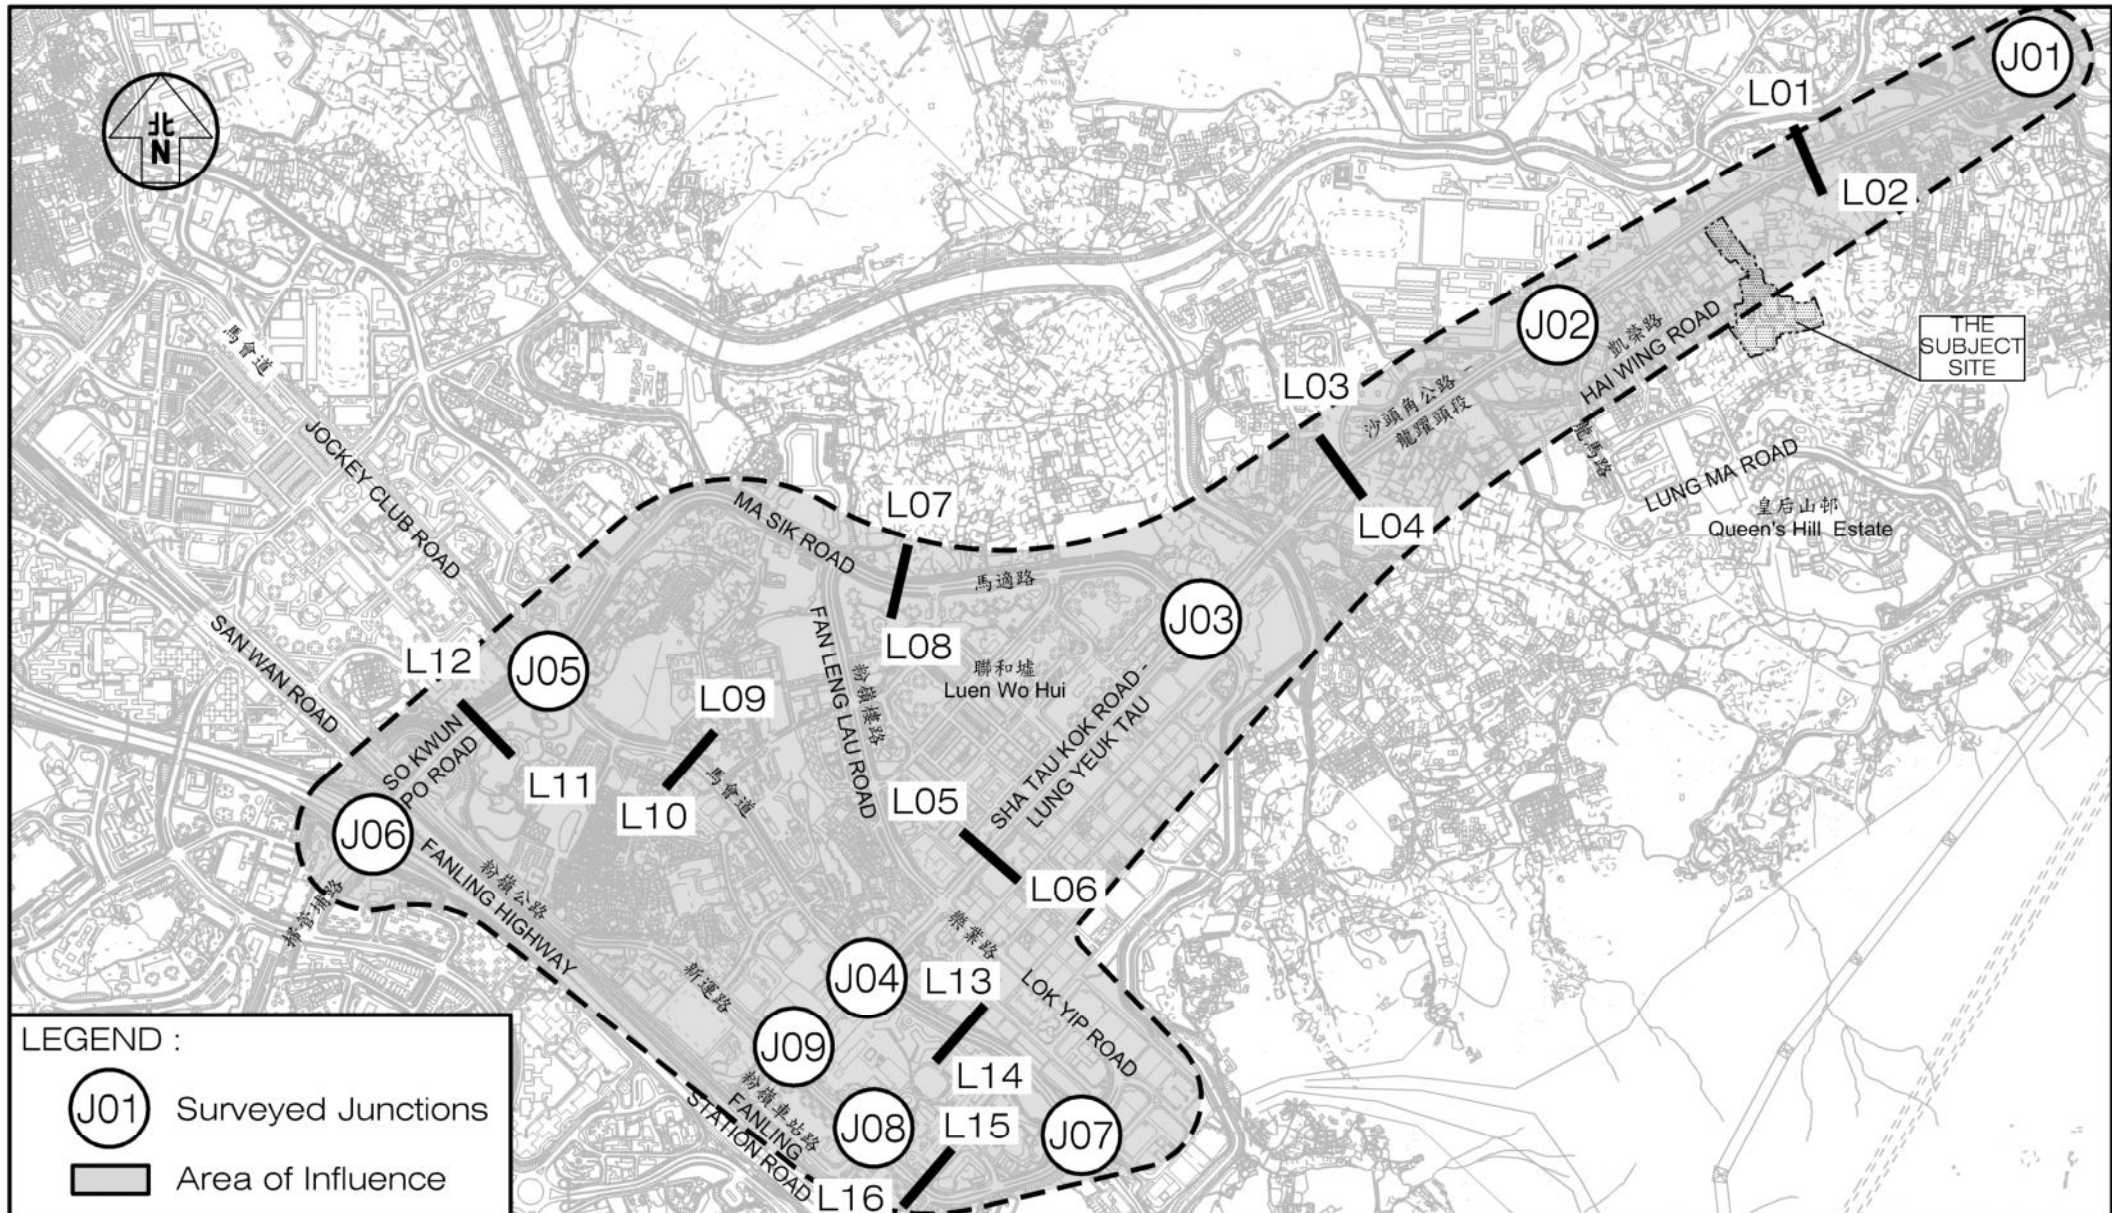 J01
L01
L02
北
N
馬會道
J02
凱榮路
HAI WING ROAD
THE
SUBJECT
SITE
L03
沙頭角公路 -
龍躍頭段
龍馬路
LUNG MA ROAD
皇后山邨
Queen's Hill Estate
L04
JOCKEY CLUB ROAD
MA SIK ROAD
L07
馬適路
J03
L08
SAN WAN ROAD
L12
J05
FAN LENG LAU ROAD
粉嶺樓路
聯和墟
Luen Wo Hui
L09
SO KWUN
PO ROAD
L11
L10
馬會道
L05
SHA TAU KOK ROAD -
LUNG YEUK TAU
J06
粉嶺公路
FANLING HIGHWAY
L06
掃管埔路
樂業路
新運路
J04
L13
LOK YIP ROAD
J09
L14
粉嶺車站路
FANLING
STATION ROAD
J08
L15
J07
L16
LEGEND :
J01 Surveyed Junctions
Area of Influence